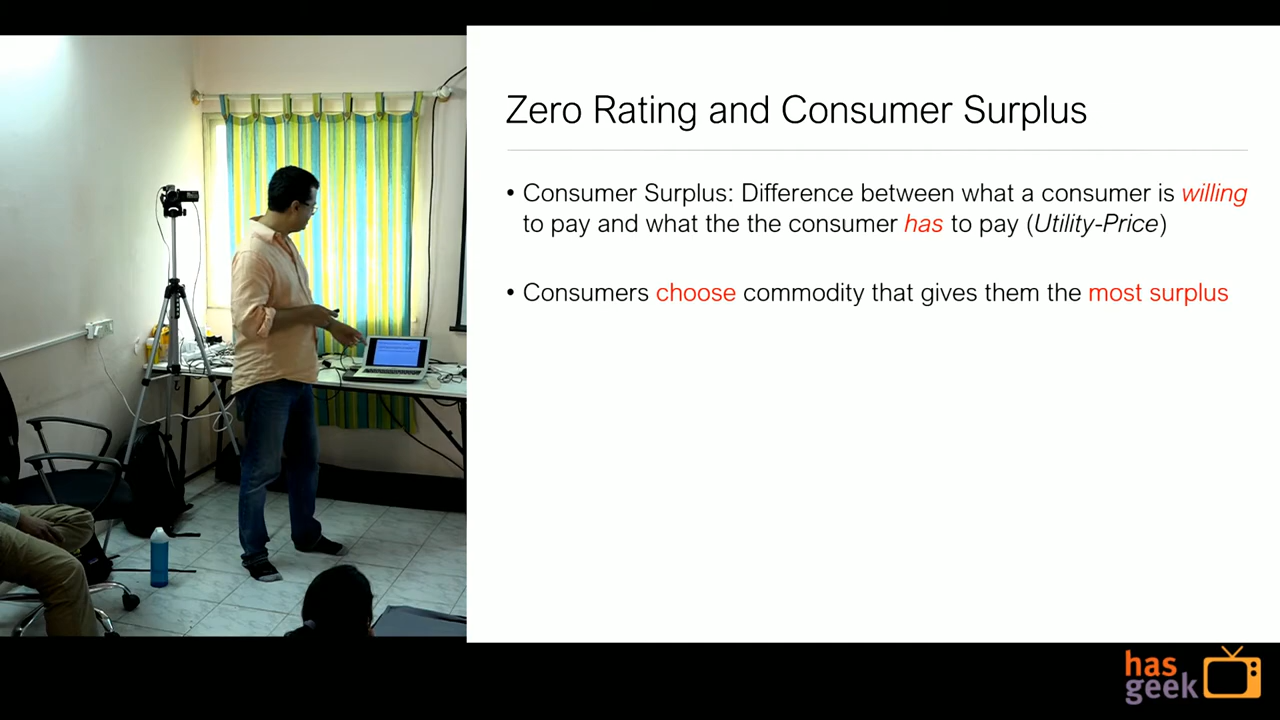 Zero Rating and Consumer Surplus
• Consumer Surplus: Difference between what a consumer is willing
to pay and what the the consumer has to pay (Utility-Price)
• Consumers choose commodity that gives them the most surplus
has
geek